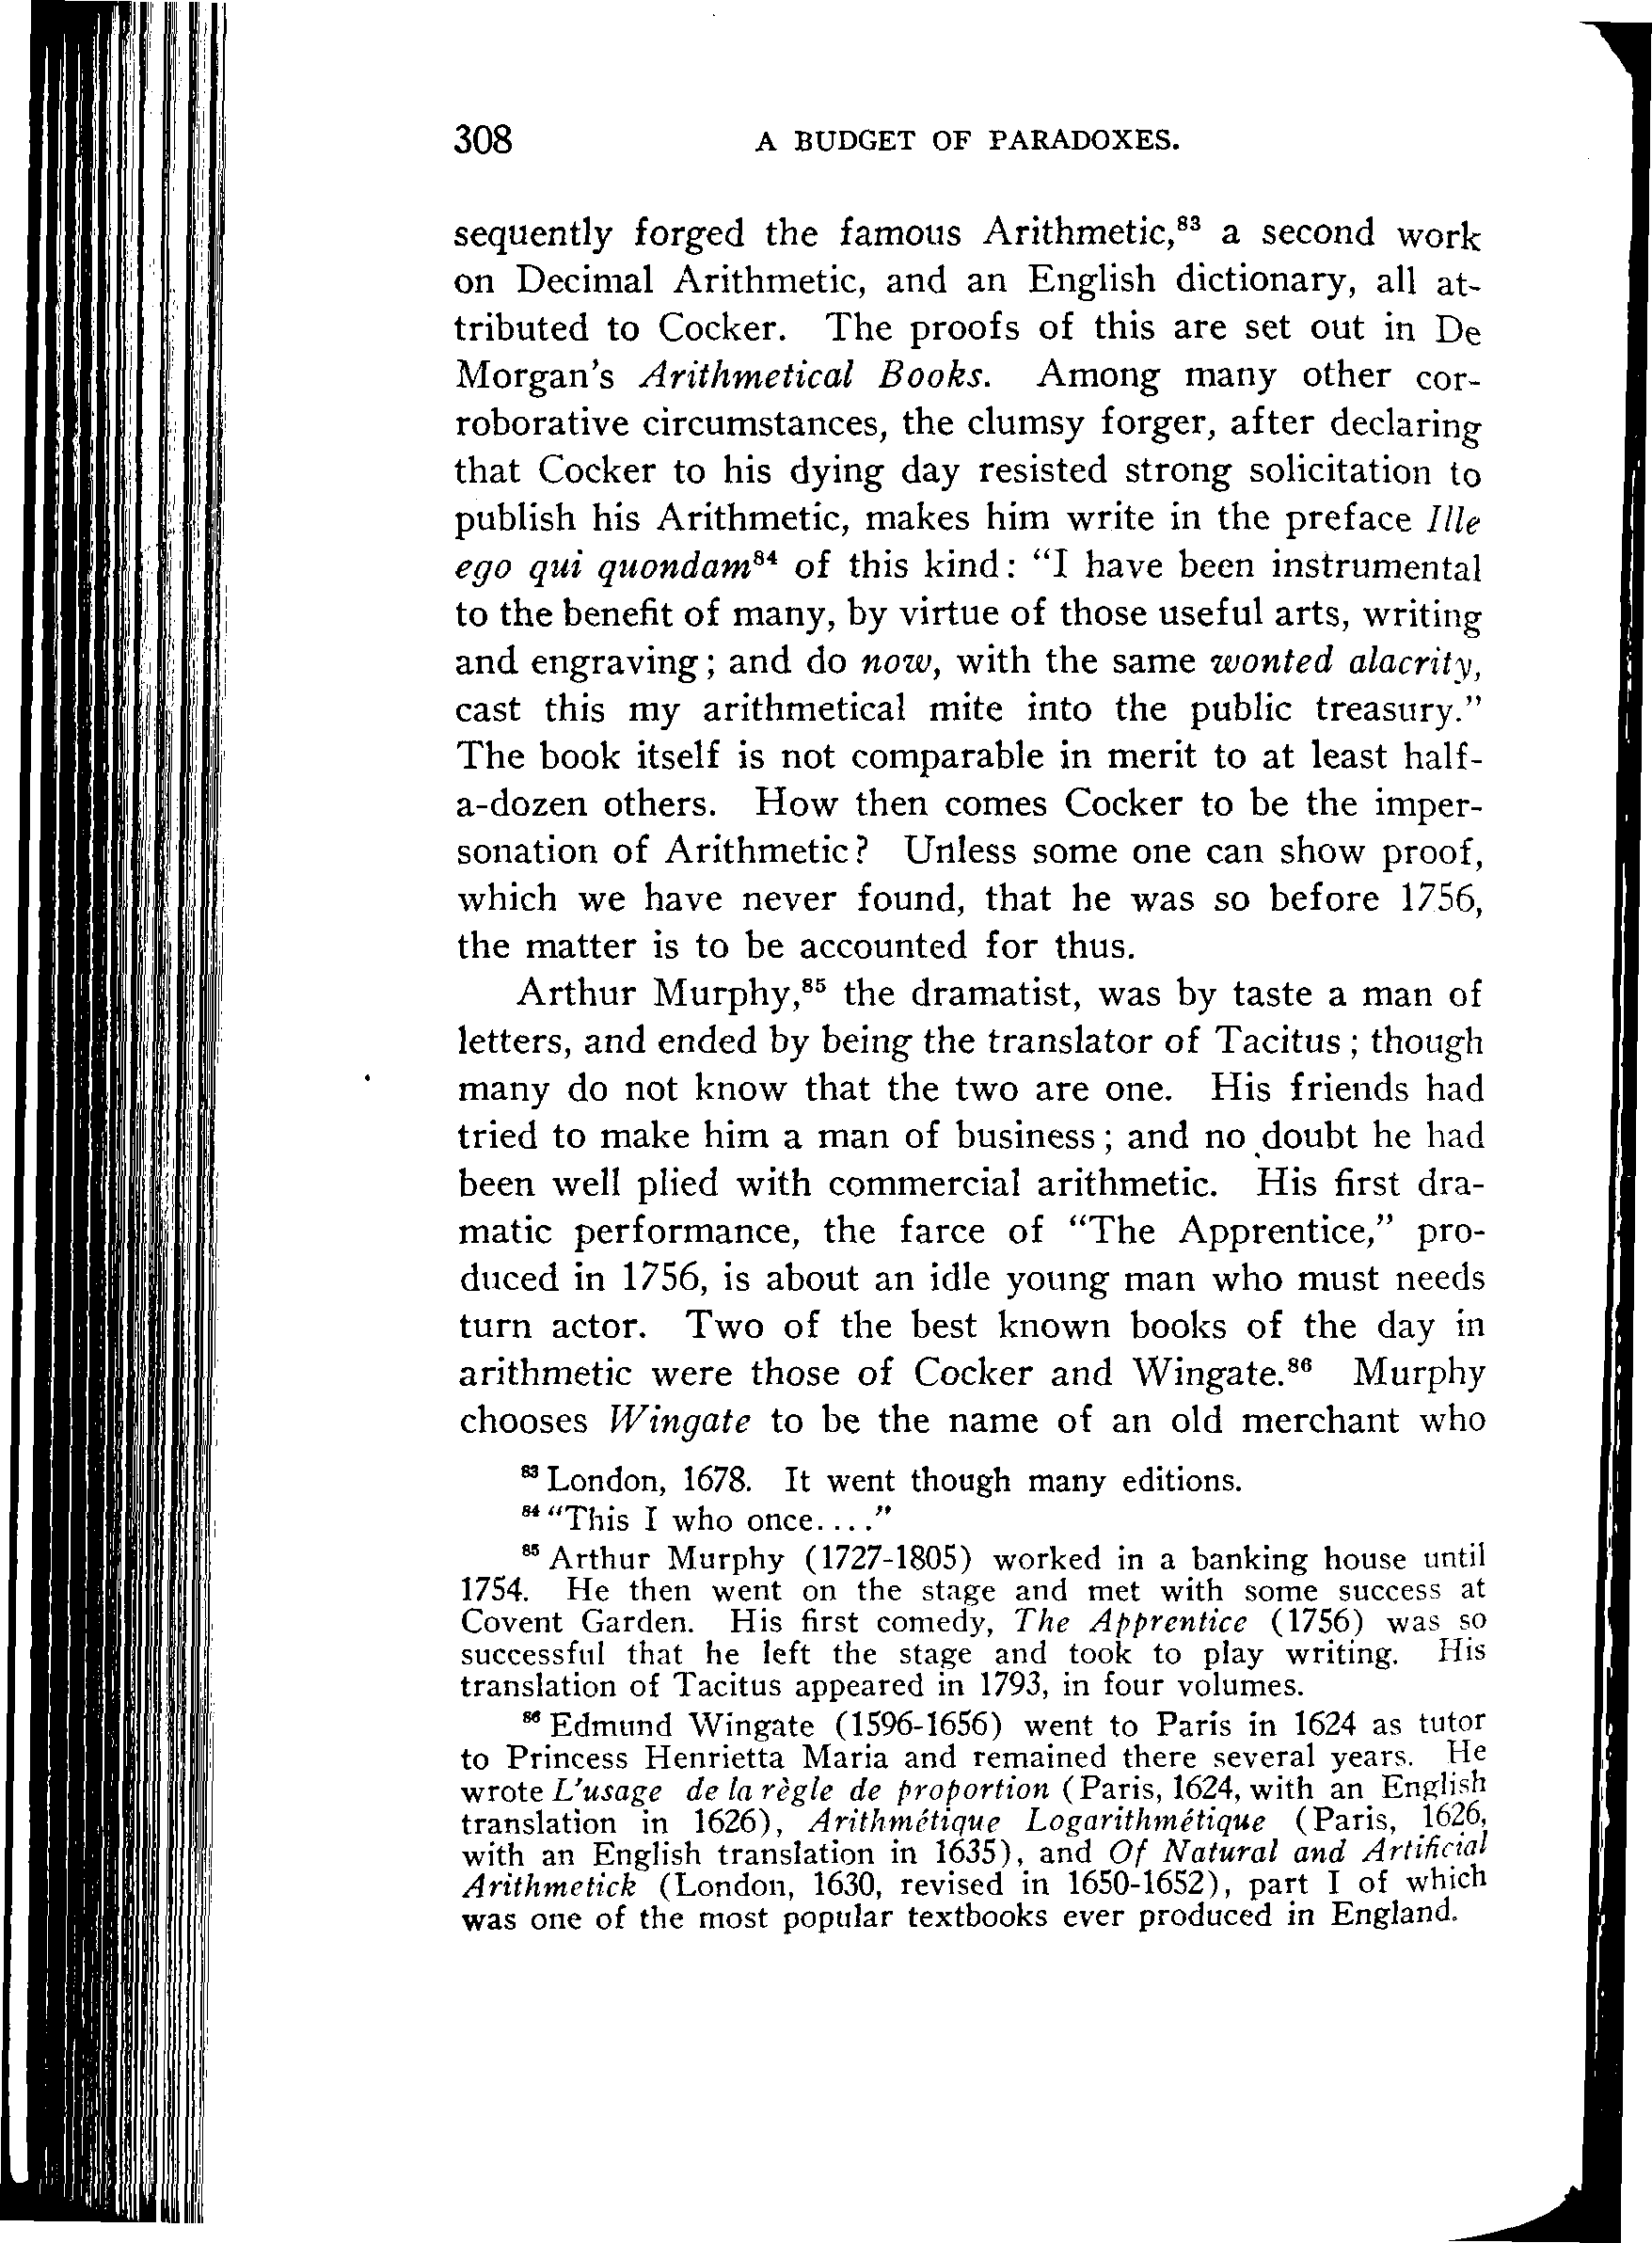 308 A BUDGET OF PARADOXES.
sequently forged the famous Arithmetic,⁸³ a second work
on Decimal Arithmetic, and an English dictionary, all at-
tributed to Cocker. The proofs of this are set out in De
Morgan's Arithmetical Books. Among many other cor-
roborative circumstances, the clumsy forger, after declaring
that Cocker to his dying day resisted strong solicitation to
publish his Arithmetic, makes him write in the preface Ille
ego qui quondam⁸⁴ of this kind: "I have been instrumental
to the benefit of many, by virtue of those useful arts, writing
and engraving; and do now, with the same wonted alacrity,
cast this my arithmetical mite into the public treasury."
The book itself is not comparable in merit to at least half-
a-dozen others. How then comes Cocker to be the imper-
sonation of Arithmetic? Unless some one can show proof,
which we have never found, that he was so before 1756,
the matter is to be accounted for thus.
Arthur Murphy,⁸⁵ the dramatist, was by taste a man of
letters, and ended by being the translator of Tacitus; though
many do not know that the two are one. His friends had
tried to make him a man of business; and no doubt he had
been well plied with commercial arithmetic. His first dra-
matic performance, the farce of "The Apprentice," pro-
duced in 1756, is about an idle young man who must needs
turn actor. Two of the best known books of the day in
arithmetic were those of Cocker and Wingate.⁸⁶ Murphy
chooses Wingate to be the name of an old merchant who
⁸³ London, 1678. It went though many editions.
⁸⁴ "This I who once...."
⁸⁵ Arthur Murphy (1727-1805) worked in a banking house until
1754. He then went on the stage and met with some success at
Covent Garden. His first comedy, The Apprentice (1756) was so
successful that he left the stage and took to play writing. His
translation of Tacitus appeared in 1793, in four volumes.
⁸⁶ Edmund Wingate (1596-1656) went to Paris in 1624 as tutor
to Princess Henrietta Maria and remained there several years. He
wrote L'usage de la règle de proportion (Paris, 1624, with an English
translation in 1626), Arithmétique Logarithmétique (Paris, 1626,
with an English translation in 1635), and Of Natural and Artificial
Arithmetick (London, 1630, revised in 1650-1652), part I of which
was one of the most popular textbooks ever produced in England.